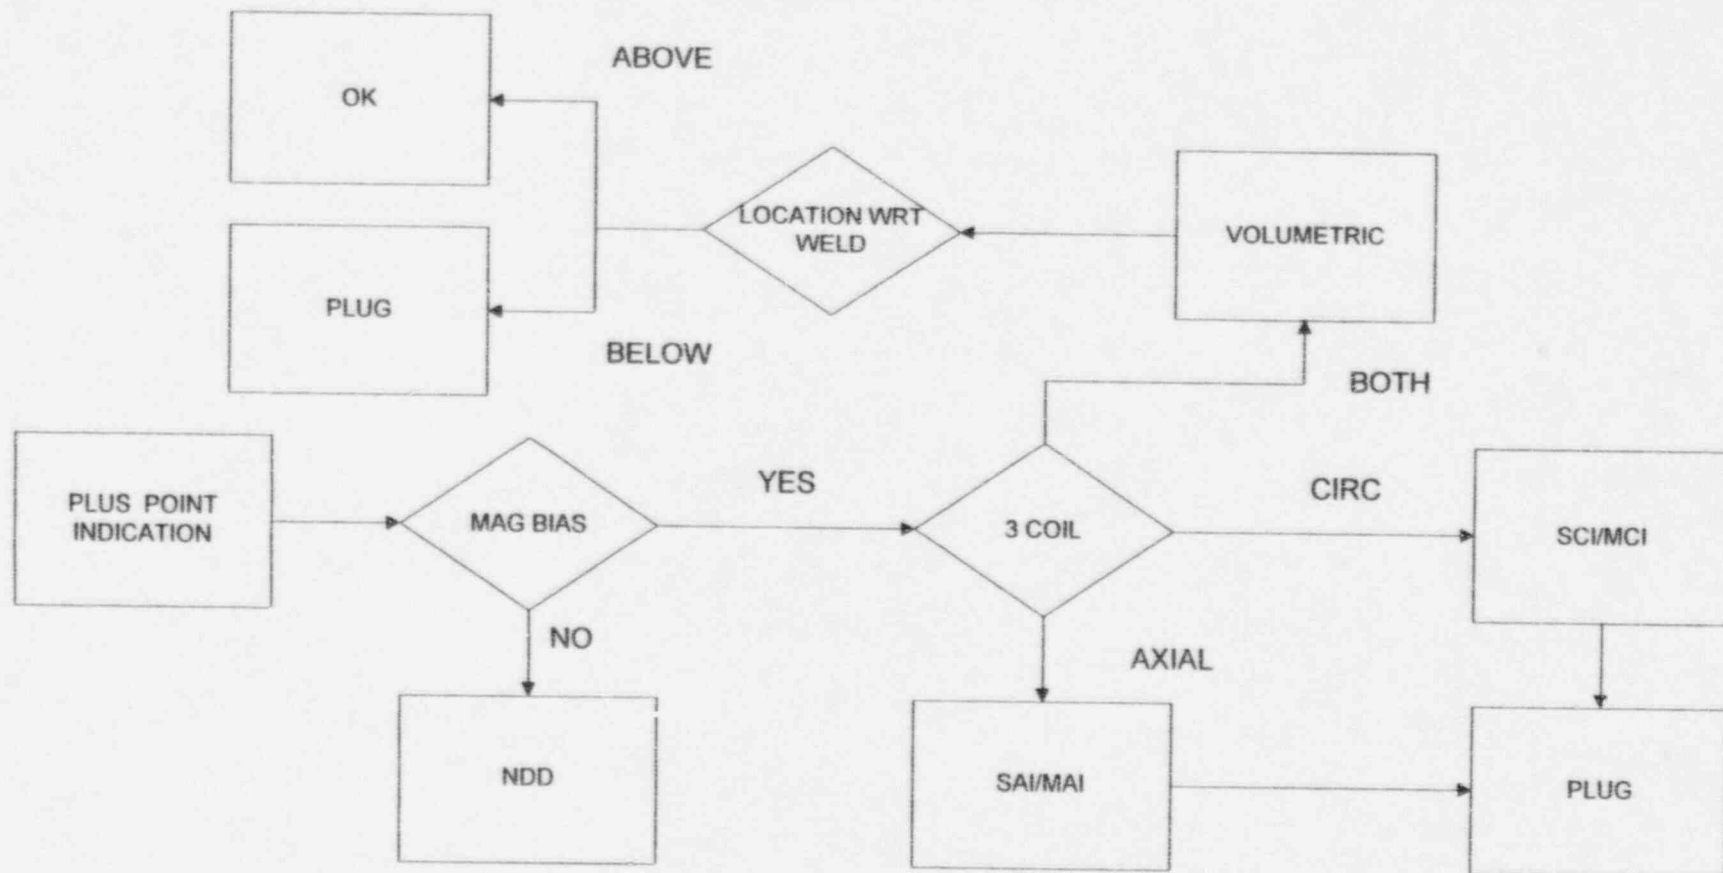 ABOVE
OK
LOCATION WRT
WELD
VOLUMETRIC
PLUG
BELOW
BOTH
PLUS POINT
INDICATION
MAG BIAS
YES
3 COIL
CIRC
SCI/MCI
NO
AXIAL
NDD
SAI/MAI
PLUG